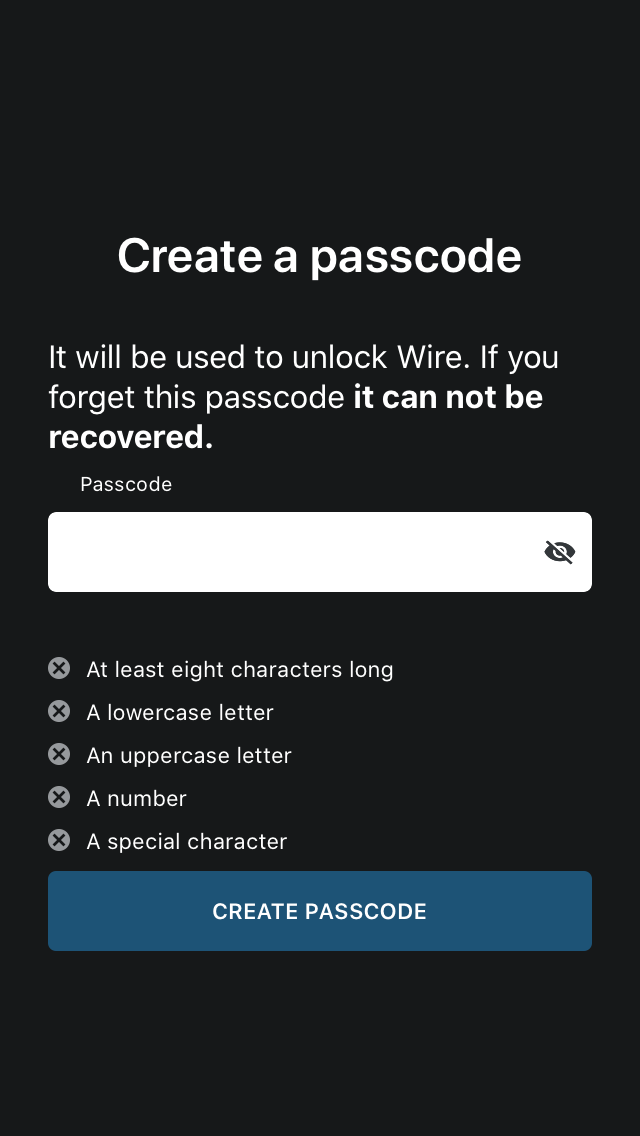 Create a passcode
It will be used to unlock Wire. If you
forget this passcode it can not be
recovered.
Passcode
At least eight characters long
A lowercase letter
An uppercase letter
A number
A special character
CREATE PASSCODE